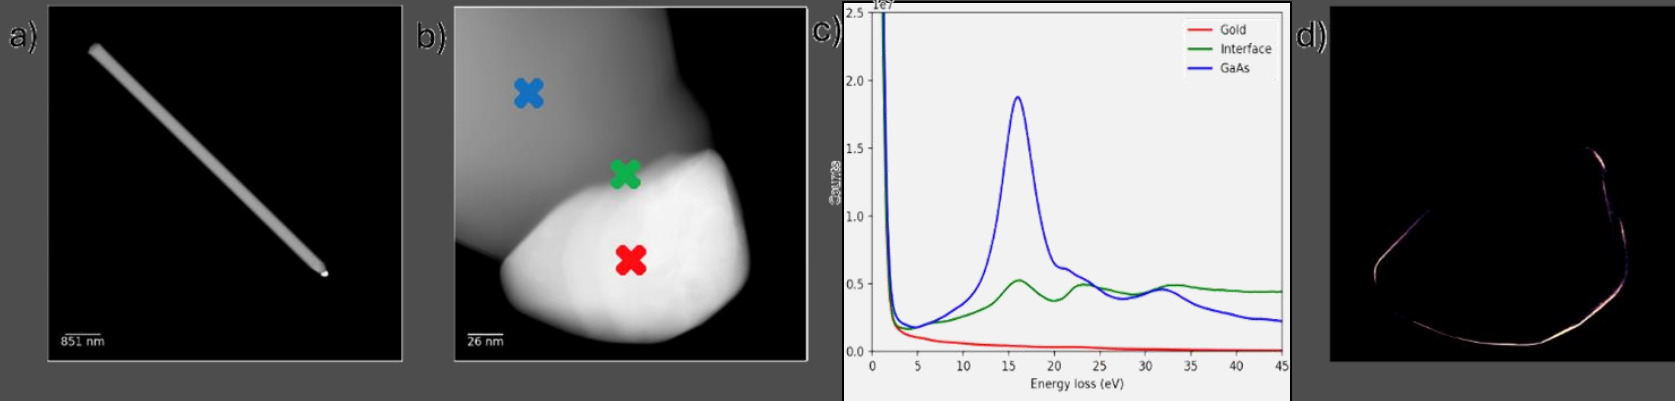 a)
851 nm
b)
26 nm
c)
1e7
2.5
2.0
1.5
1.0
0.5
0.0
Counts
0 5 10 15 20 25 30 35 40 45
Energy loss (eV)
Gold
Interface
GaAs
d)